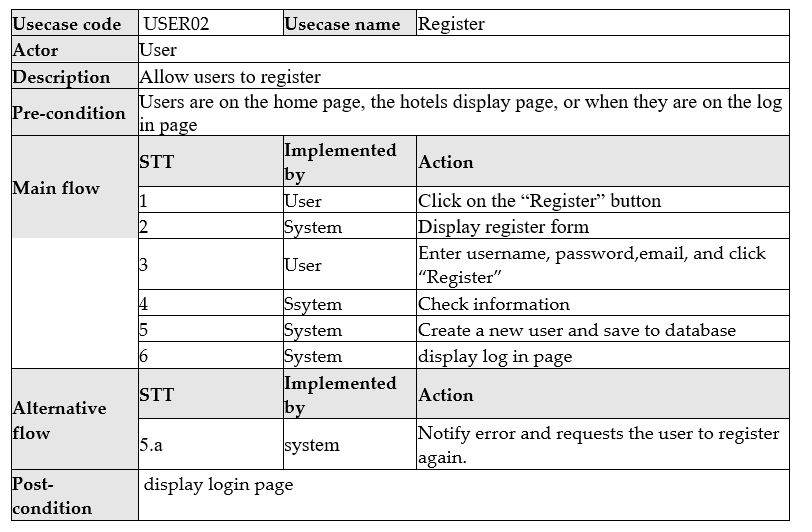 Usecase code USER02 Usecase name Register
Actor User
Description Allow users to register
Pre-condition Users are on the home page, the hotels display page, or when they are on the log
in page
Main flow
STT Implemented
by Action
1 User Click on the “Register” button
2 System Display register form
3 User Enter username, password,email, and click
“Register”
4 Ssytem Check information
5 System Create a new user and save to database
6 System display log in page
Alternative
flow
STT Implemented
by Action
5.a system Notify error and requests the user to register
again.
Post-
condition display login page